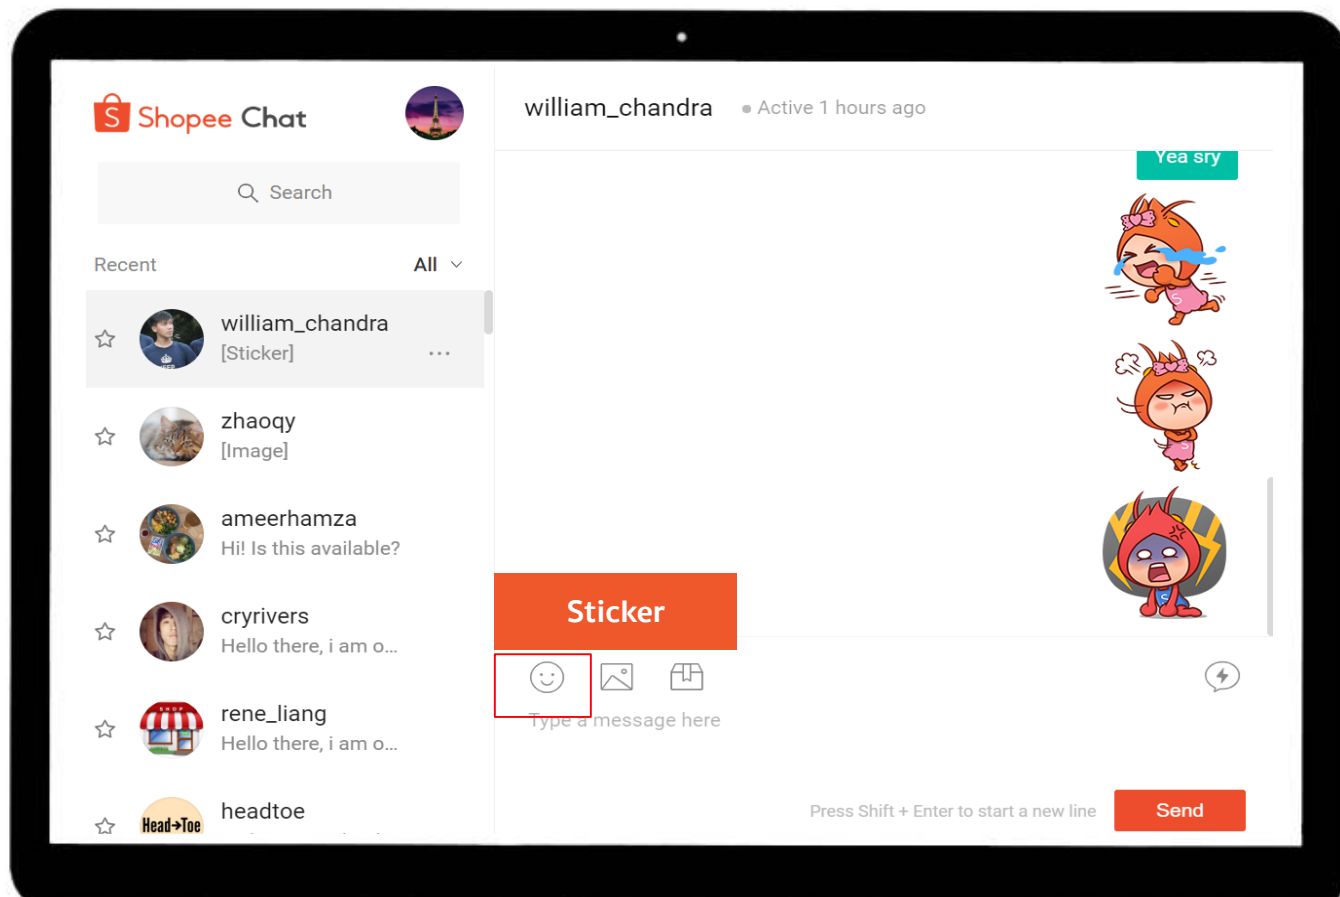 Shopee Chat
Search
Recent
All
william_chandra
[Sticker]
zhaoqy
[Image]
ameerhamza
Hi! Is this available?
cryrivers
Hello there, i am o...
SHOP
rene_liang
Hello there, i am o...
Head→Toe
headtoe
william_chandra
Active 1 hours ago
Yea sry
Sticker
Type a message here
Press Shift + Enter to start a new line
Send